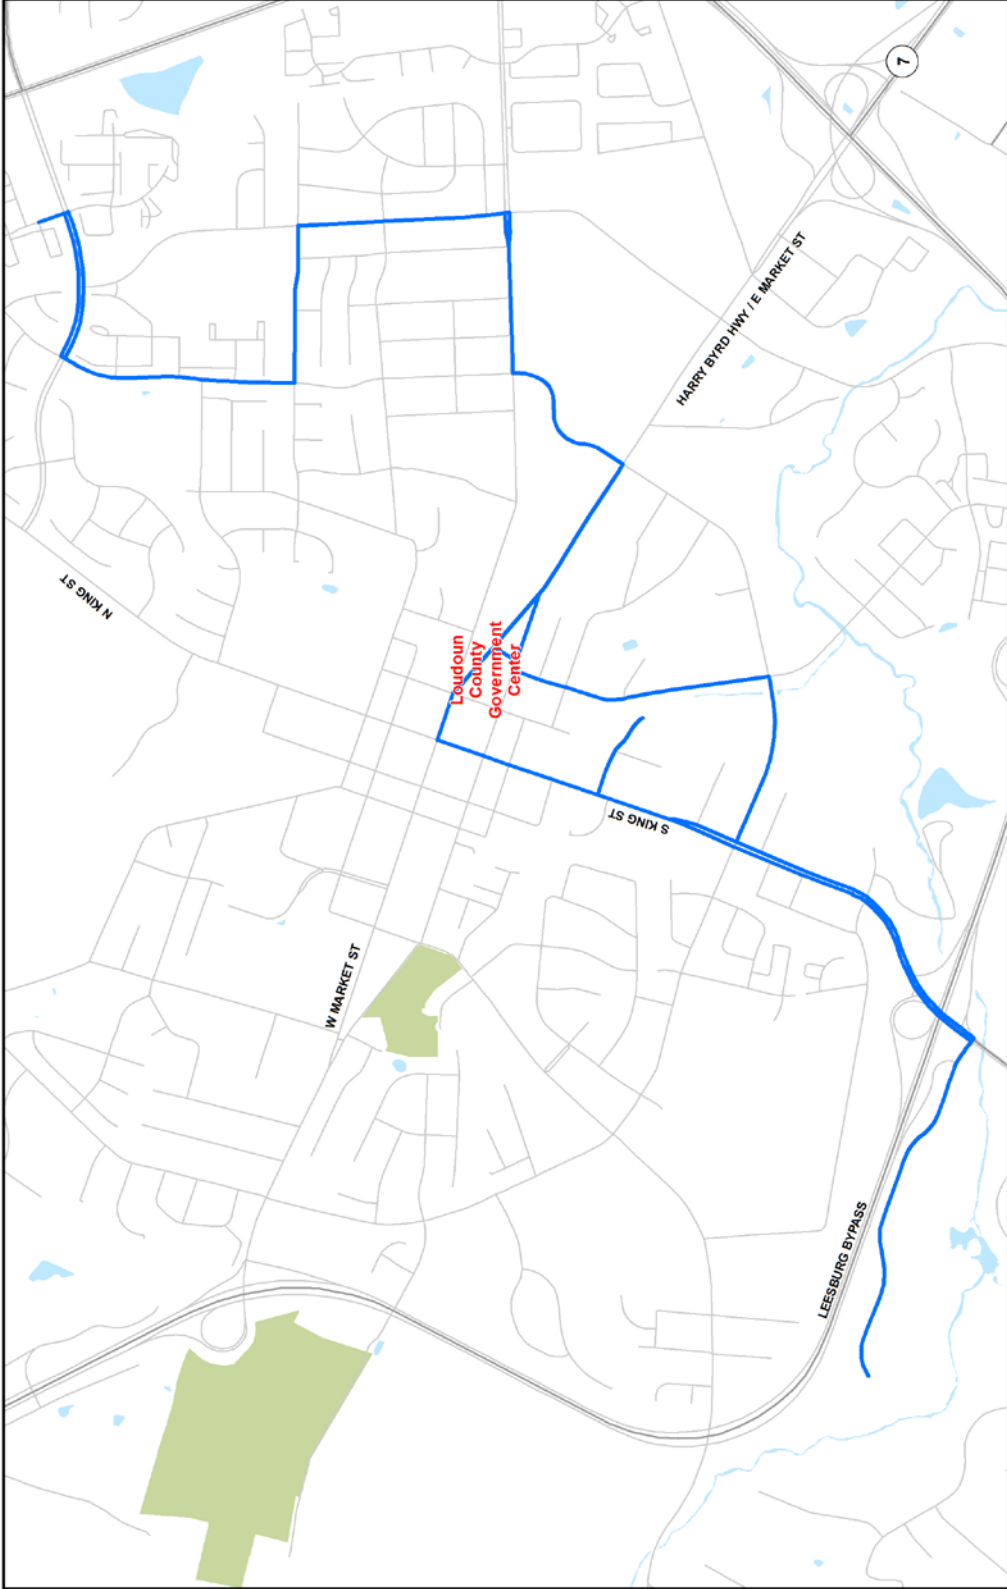 7
HARRY BYRD HWY / E MARKET ST
N KING ST
Loudoun
County
Government
Center
S KING ST
W MARKET ST
LEESBURG BYPASS